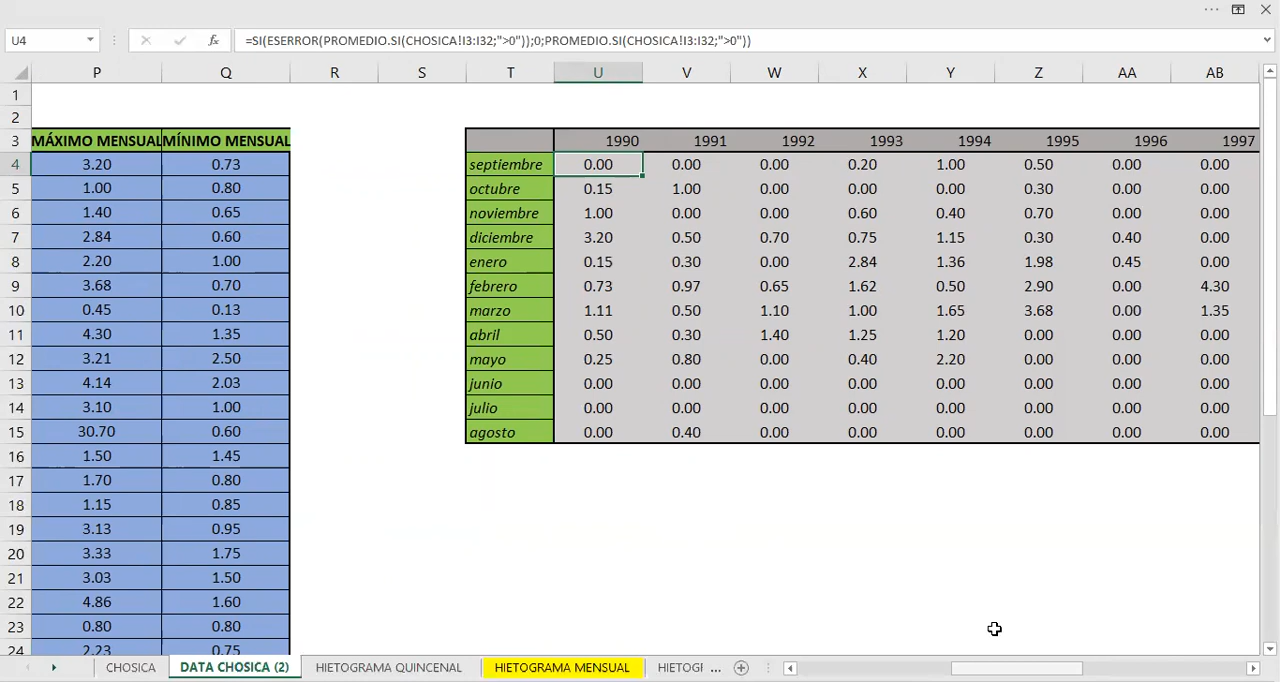 U4 fx =SI(ESERROR(PROMEDIO.SI(CHOSICA!I3:I32;">0"));0;PROMEDIO.SI(CHOSICA!I3:I32;">0"))
P Q R S T U V W X Y Z AA AB
1
2
3 MÁXIMO MENSUAL MÍNIMO MENSUAL 1990 1991 1992 1993 1994 1995 1996 1997
4 3.20 0.73 septiembre 0.00 0.00 0.00 0.20 1.00 0.50 0.00 0.00
5 1.00 0.80 octubre 0.15 1.00 0.00 0.00 0.00 0.30 0.00 0.00
6 1.40 0.65 noviembre 1.00 0.00 0.00 0.60 0.40 0.70 0.00 0.00
7 2.84 0.60 diciembre 3.20 0.50 0.70 0.75 1.15 0.30 0.40 0.00
8 2.20 1.00 enero 0.15 0.30 0.00 2.84 1.36 1.98 0.45 0.00
9 3.68 0.70 febrero 0.73 0.97 0.65 1.62 0.50 2.90 0.00 4.30
10 0.45 0.13 marzo 1.11 0.50 1.10 1.00 1.65 3.68 0.00 1.35
11 4.30 1.35 abril 0.50 0.30 1.40 1.25 1.20 0.00 0.00 0.00
12 3.21 2.50 mayo 0.25 0.80 0.00 0.40 2.20 0.00 0.00 0.00
13 4.14 2.03 junio 0.00 0.00 0.00 0.00 0.00 0.00 0.00 0.00
14 3.10 1.00 julio 0.00 0.00 0.00 0.00 0.00 0.00 0.00 0.00
15 30.70 0.60 agosto 0.00 0.40 0.00 0.00 0.00 0.00 0.00 0.00
16 1.50 1.45
17 1.70 0.80
18 1.15 0.85
19 3.13 0.95
20 3.33 1.75
21 3.03 1.50
22 4.86 1.60
23 0.80 0.80
24 2.23 0.75
CHOSICA DATA CHOSICA (2) HIETOGRAMA QUINCENAL HIETOGRAMA MENSUAL HIETOGI ...